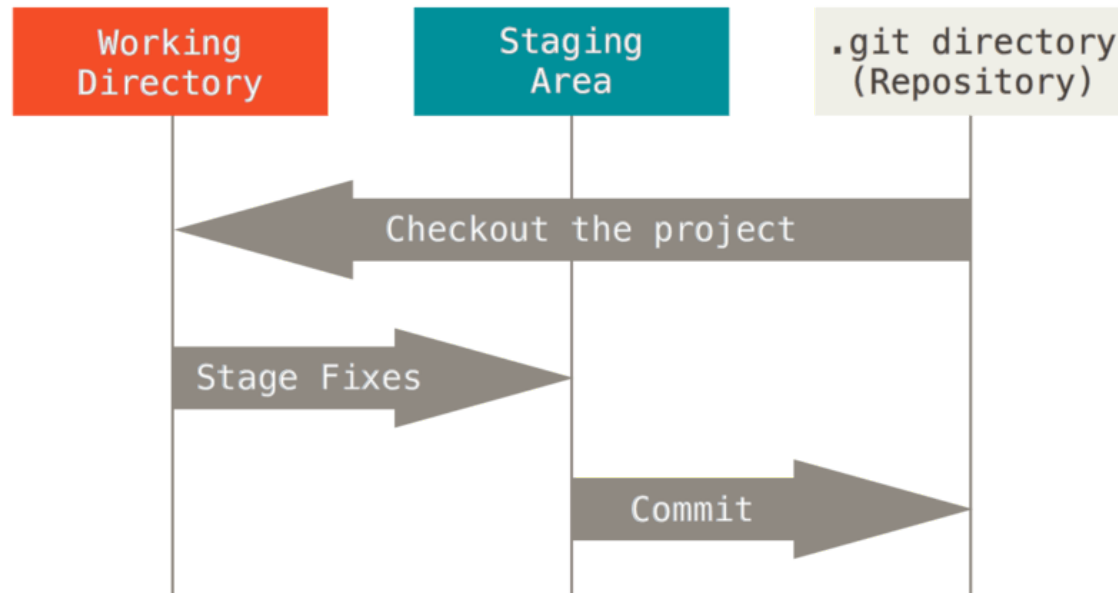 Working
Directory
Staging
Area
.git directory
(Repository)
Checkout the project
Stage Fixes
Commit